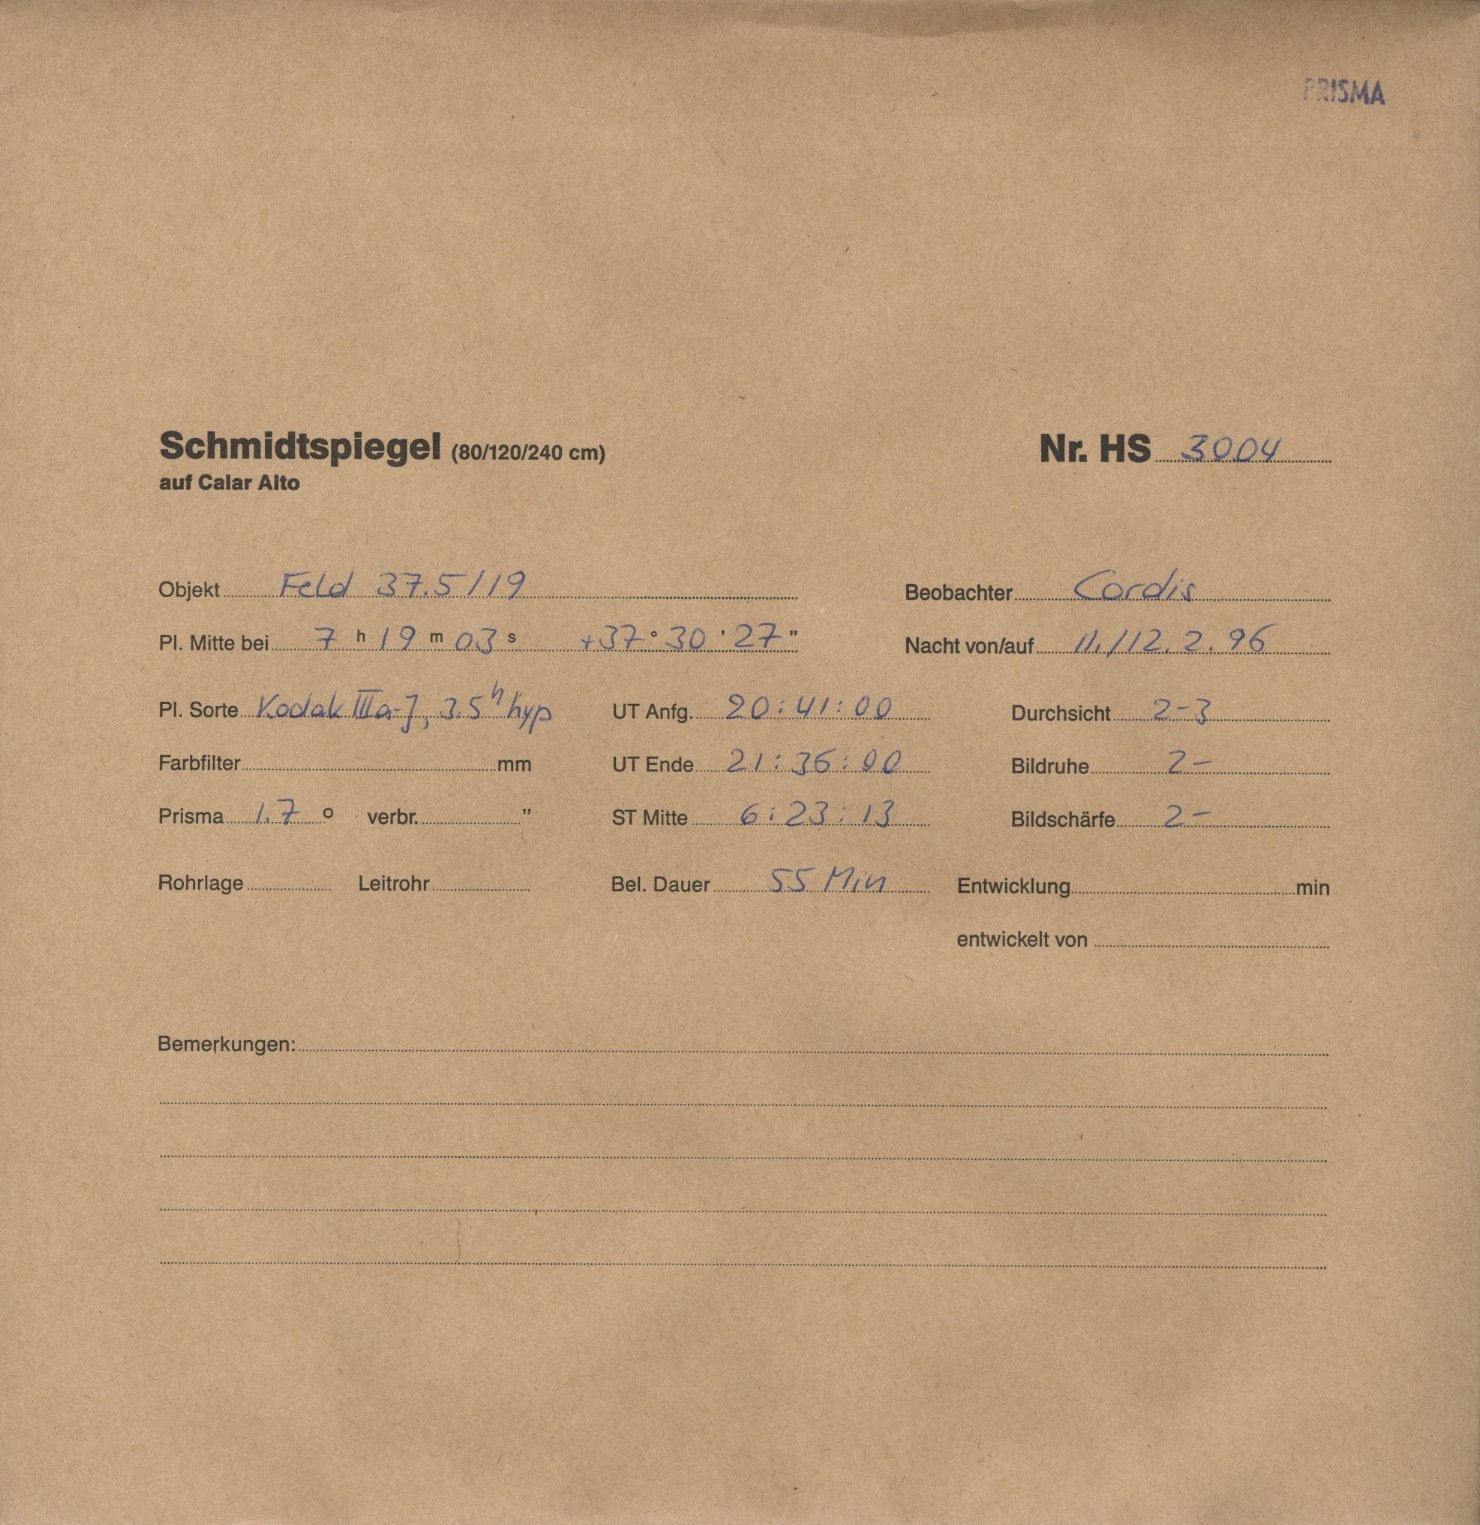 PRISMA
Schmidtspiegel (80/120/240 cm) Nr. HS 3004
auf Calar Alto
Objekt Feld 37.5/19 Beobachter Cordis
Pl. Mitte bei 7 h 19 m 03 s +37° 30' 27" Nacht von/auf 11./12.2.96
Pl. Sorte Kodak IIIa-J, 3.5h hyp UT Anfg. 20:41:00 Durchsicht 2-3
Farbfilter mm UT Ende 21:36:00 Bildruhe 2-
Prisma 1.7 ° verbr. " ST Mitte 6:23:13 Bildschärfe 2-
Rohrlage Leitrohr Bel. Dauer 55 Min Entwicklung min
entwickelt von
Bemerkungen: